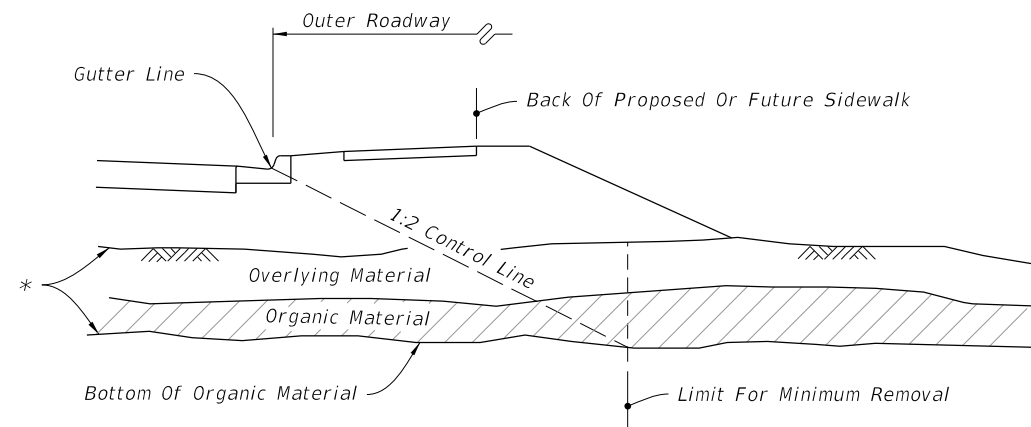 Outer Roadway
Gutter Line
Back Of Proposed Or Future Sidewalk
1:2 Control Line
Overlying Material
*
Organic Material
Bottom Of Organic Material
Limit For Minimum Removal